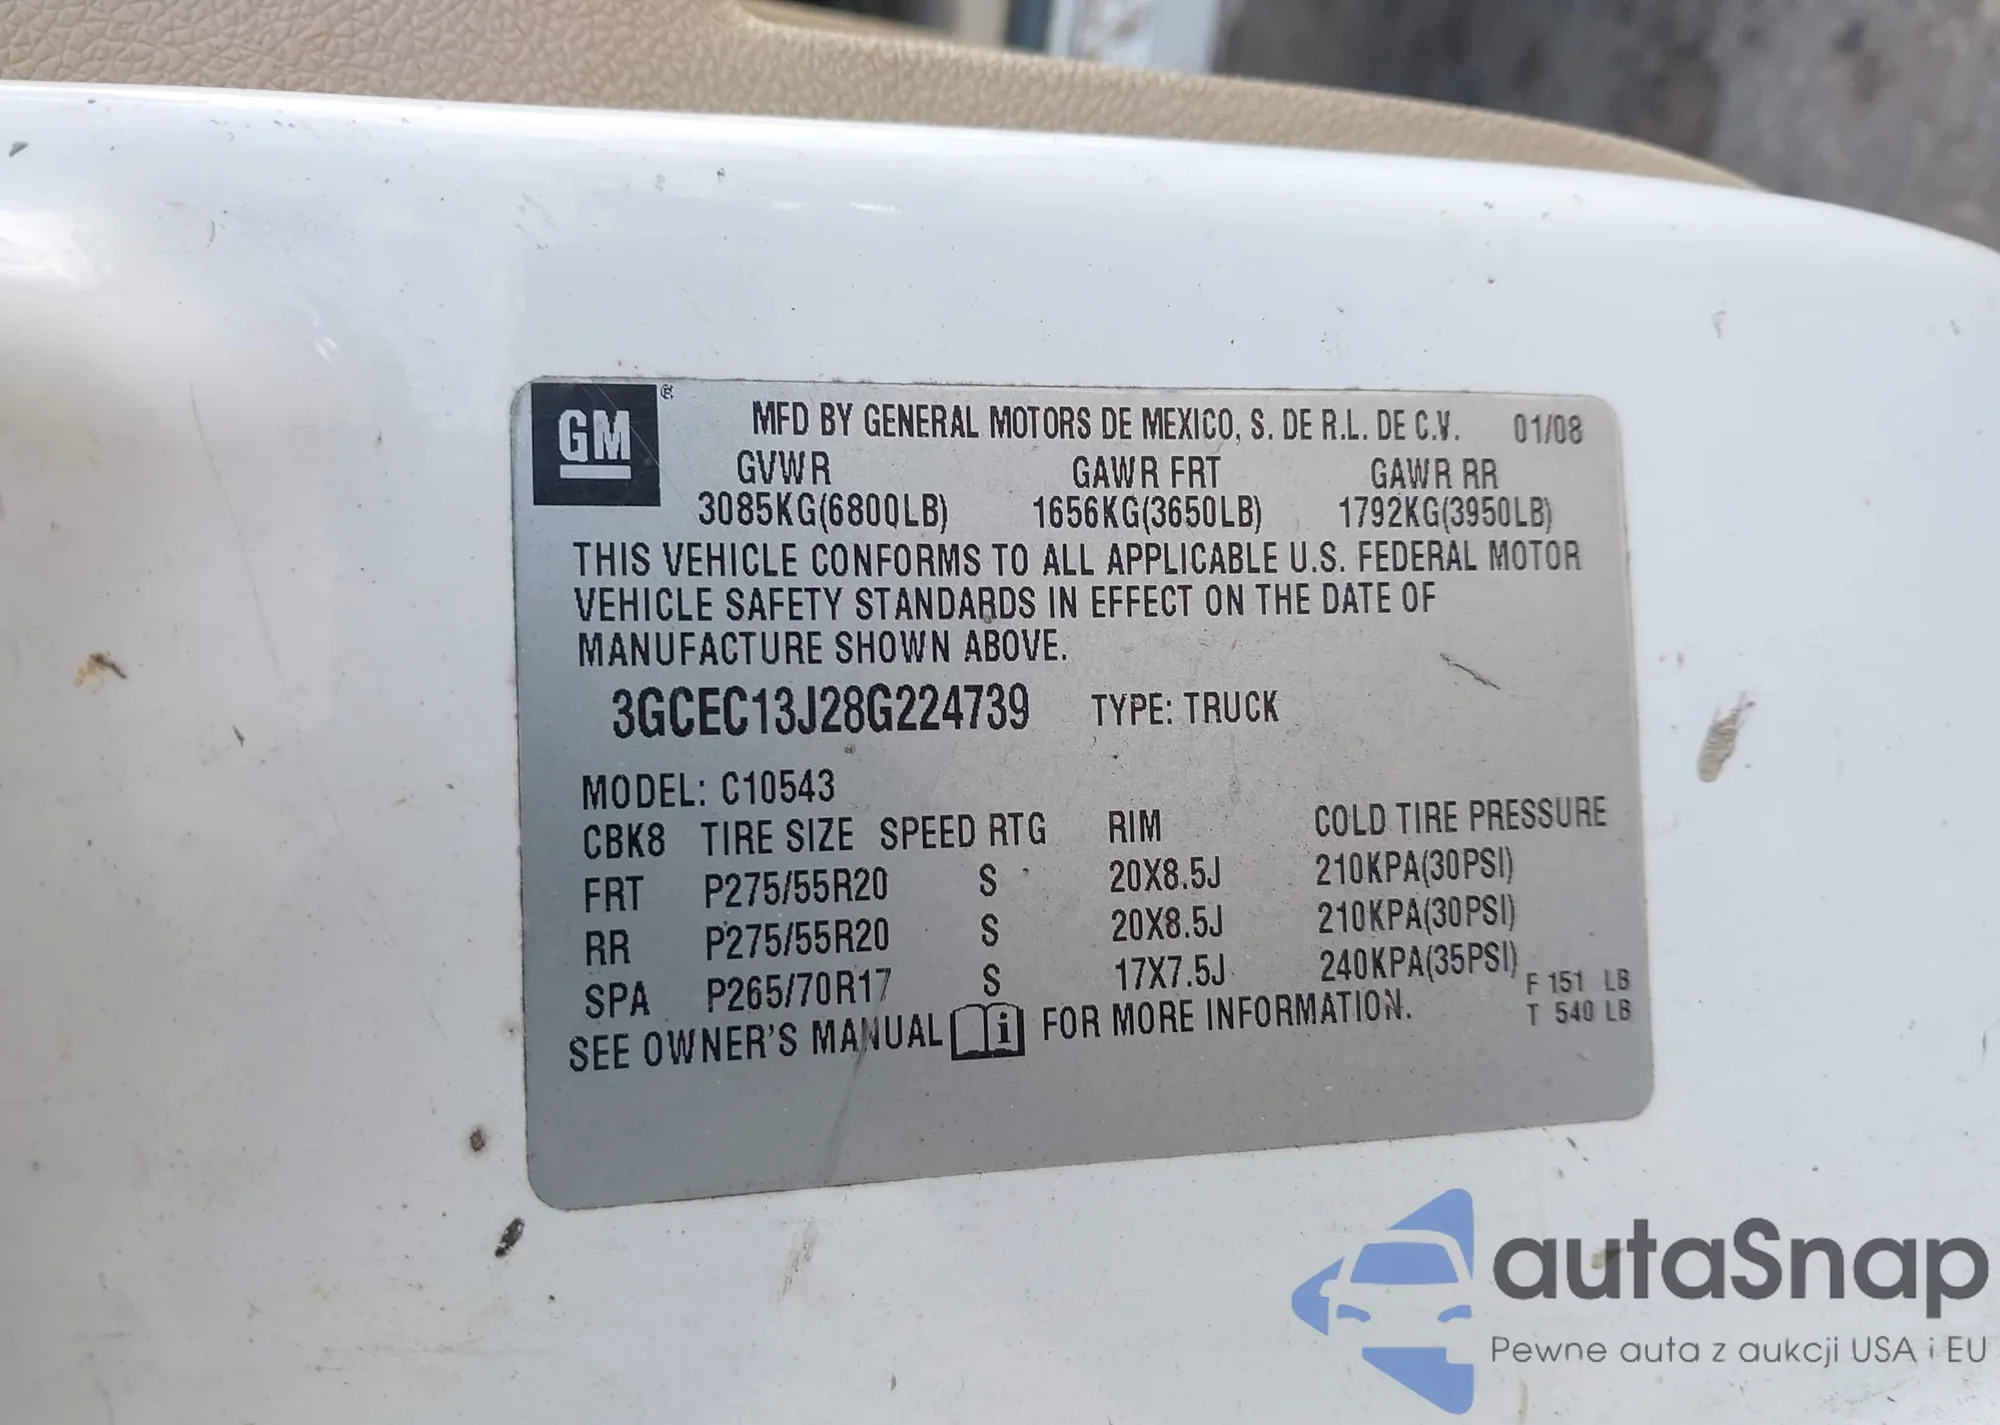 GM ®
MFD BY GENERAL MOTORS DE MEXICO, S. DE R.L. DE C.V. 01/08
GVWR GAWR FRT GAWR RR
3085KG(6800LB) 1656KG(3650LB) 1792KG(3950LB)
THIS VEHICLE CONFORMS TO ALL APPLICABLE U.S. FEDERAL MOTOR
VEHICLE SAFETY STANDARDS IN EFFECT ON THE DATE OF
MANUFACTURE SHOWN ABOVE.
3GCEC13J28G224739 TYPE: TRUCK
MODEL: C10543
CBK8 TIRE SIZE SPEED RTG RIM COLD TIRE PRESSURE
FRT P275/55R20 S 20X8.5J 210KPA(30PSI)
RR P275/55R20 S 20X8.5J 210KPA(30PSI)
SPA P265/70R17 S 17X7.5J 240KPA(35PSI)
F 151 LB
T 540 LB
SEE OWNER'S MANUAL i FOR MORE INFORMATION.
autaSnap
Pewne auta z aukcji USA i EU